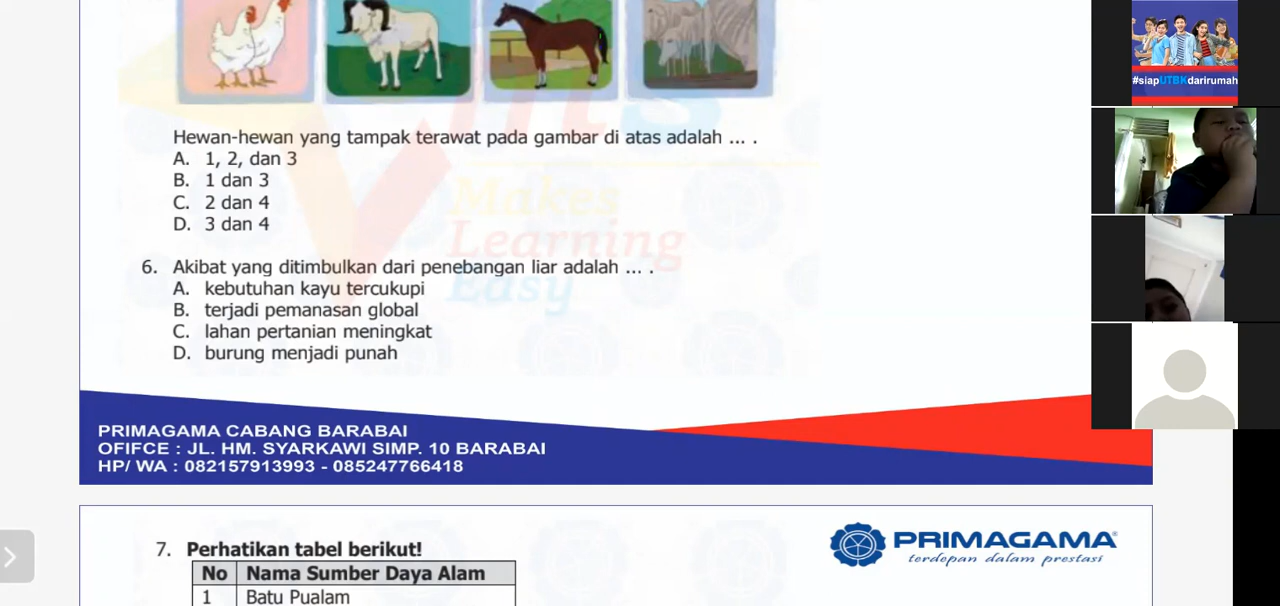 #siapUTBKdarirumah
Hewan-hewan yang tampak terawat pada gambar di atas adalah ... .
A. 1, 2, dan 3
B. 1 dan 3
C. 2 dan 4
D. 3 dan 4
Makes
Learning
Easy
6. Akibat yang ditimbulkan dari penebangan liar adalah ... .
A. kebutuhan kayu tercukupi
B. terjadi pemanasan global
C. lahan pertanian meningkat
D. burung menjadi punah
PRIMAGAMA CABANG BARABAI
OFIFCE : JL. HM. SYARKAWI SIMP. 10 BARABAI
HP/ WA : 082157913993 - 085247766418
PRIMAGAMA
terdepan dalam prestasi
7. Perhatikan tabel berikut!
No Nama Sumber Daya Alam
1 Batu Pualam